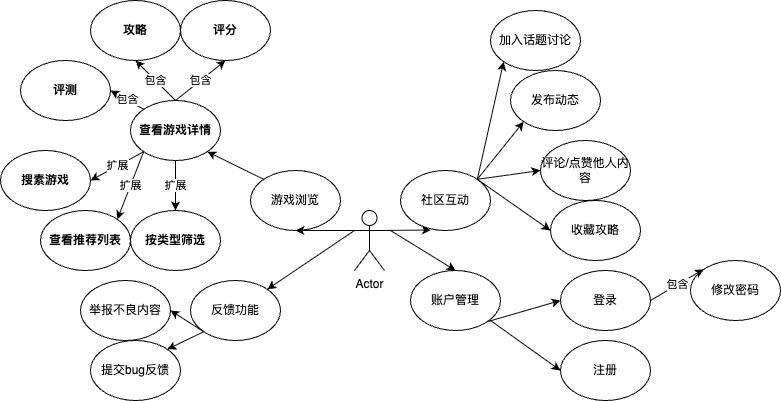 攻略
评分
加入话题讨论
包含
包含
评测
包含
发布动态
查看游戏详情
扩展
评论/点赞他人内
容
搜素游戏
扩展
扩展
游戏浏览
社区互动
查看推荐列表
按类型筛选
收藏攻略
Actor
包含
修改密码
举报不良内容
反馈功能
账户管理
登录
提交bug反馈
注册